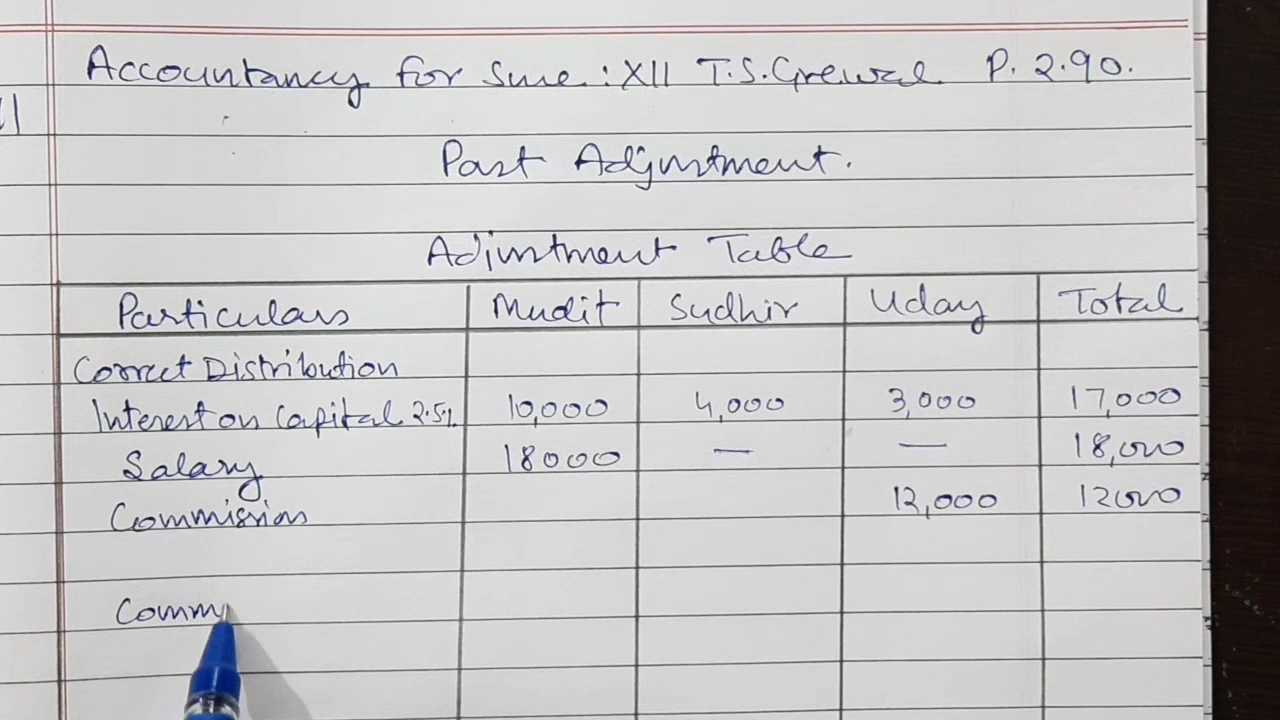 Accountancy for Sure : XII T.S.Grewal P. 2.90.
Past Adjustment.
Adjustment Table
Particulars Mudit Sudhir Uday Total
Correct Distribution
Interest on Capital 2.5% 10,000 4,000 3,000 17,000
Salary 18000 — — 18,000
Commission 12,000 12000
Comm